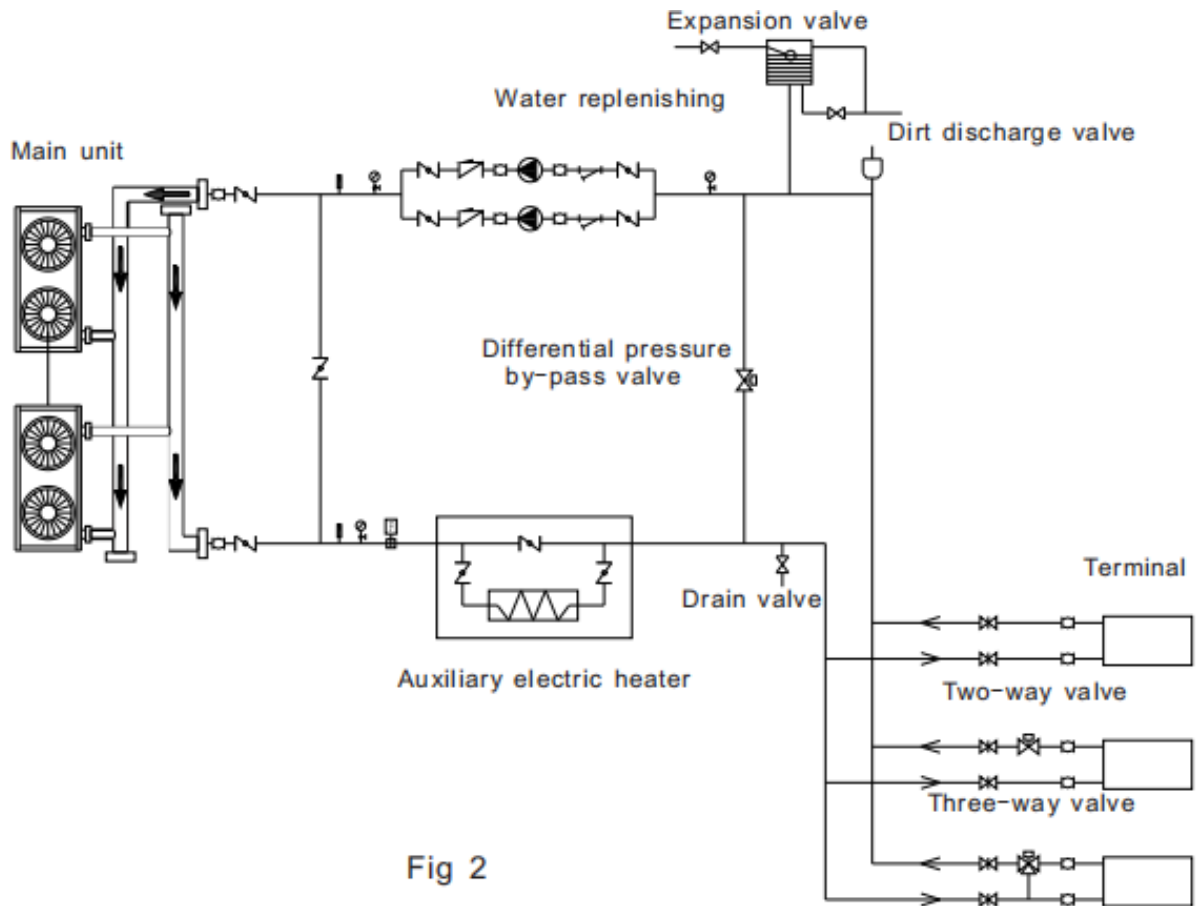 Expansion valve
Water replenishing
Dirt discharge valve
Main unit
Differential pressure
by-pass valve
Drain valve
Terminal
Auxiliary electric heater
Two-way valve
Three-way valve
Fig 2